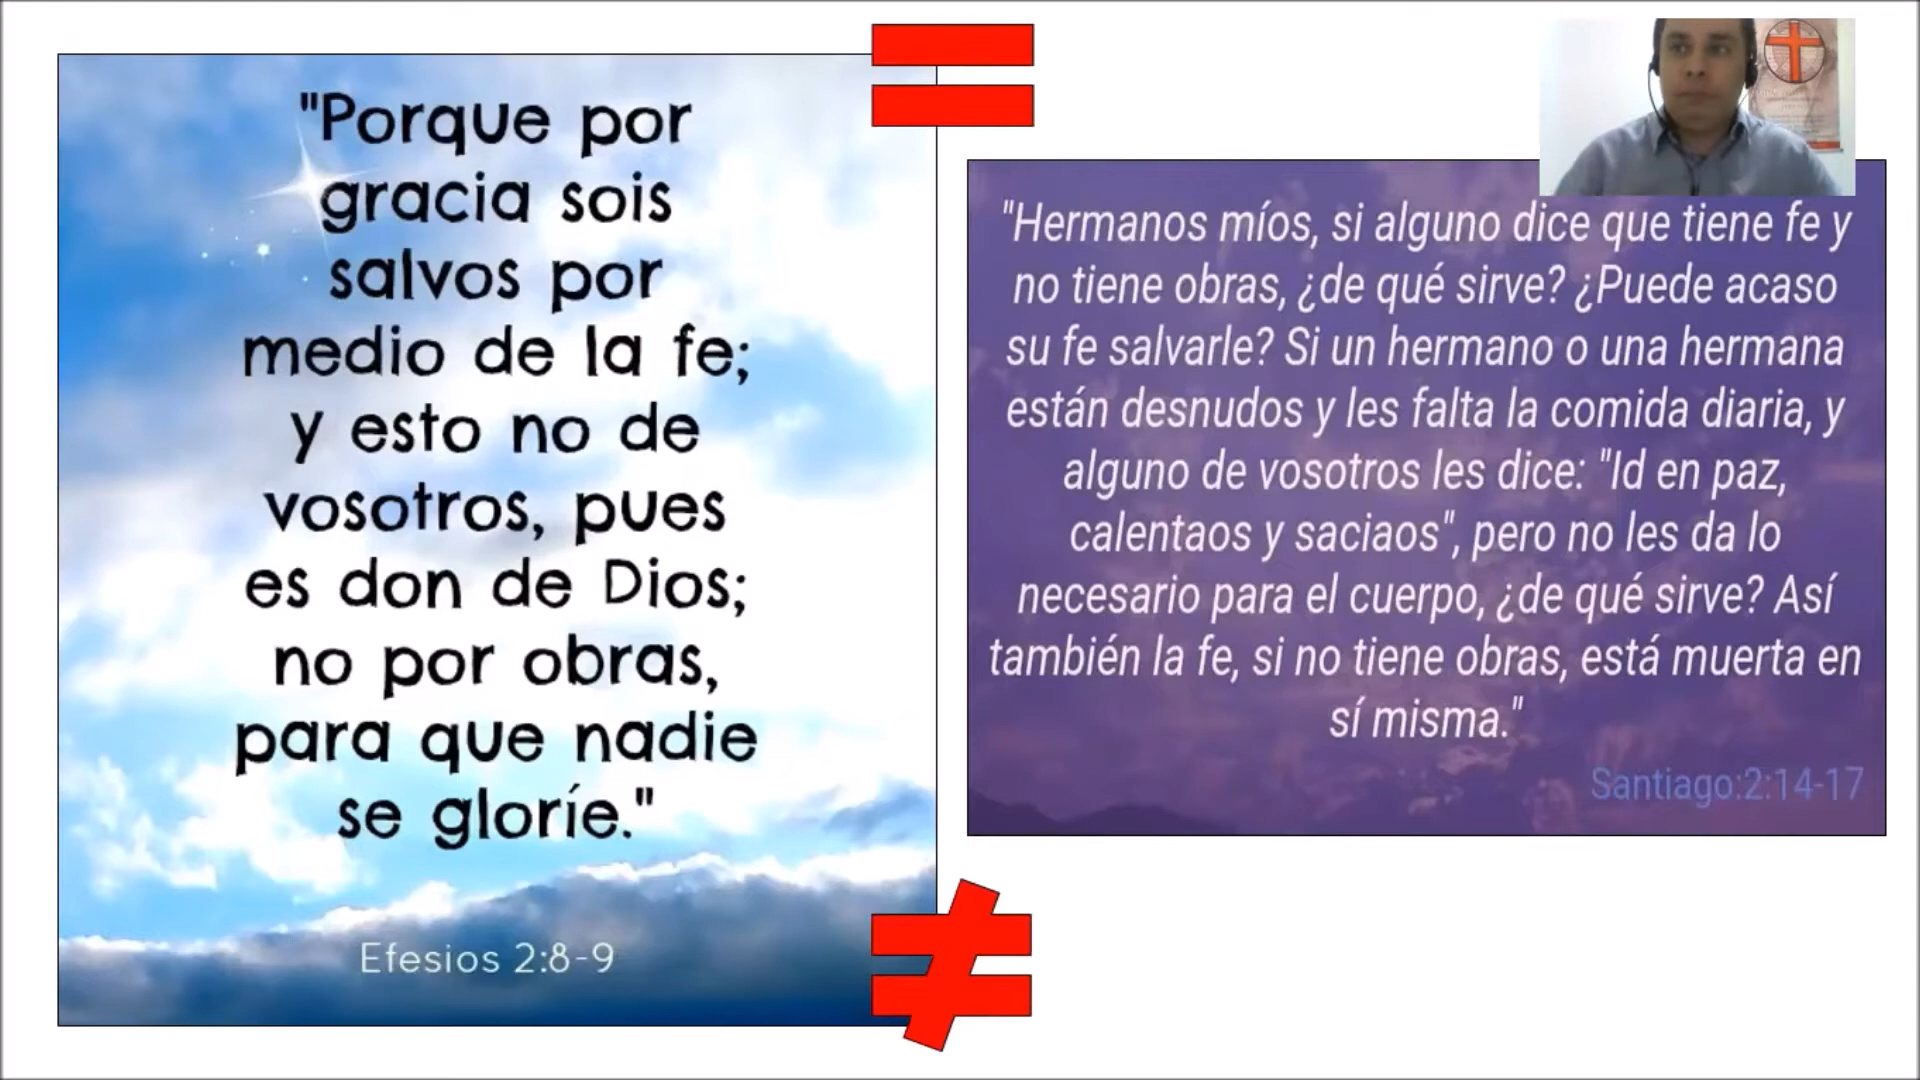 "Porque por
gracia sois
salvos por
medio de la fe;
y esto no de
vosotros, pues
es don de Dios;
no por obras,
para que nadie
se gloríe."
Efesios 2:8-9
"Hermanos míos, si alguno dice que tiene fe y
no tiene obras, ¿de qué sirve? ¿Puede acaso
su fe salvarle? Si un hermano o una hermana
están desnudos y les falta la comida diaria, y
alguno de vosotros les dice: "Id en paz,
calentaos y saciaos", pero no les da lo
necesario para el cuerpo, ¿de qué sirve? Así
también la fe, si no tiene obras, está muerta en
sí misma."
Santiago:2:14-17